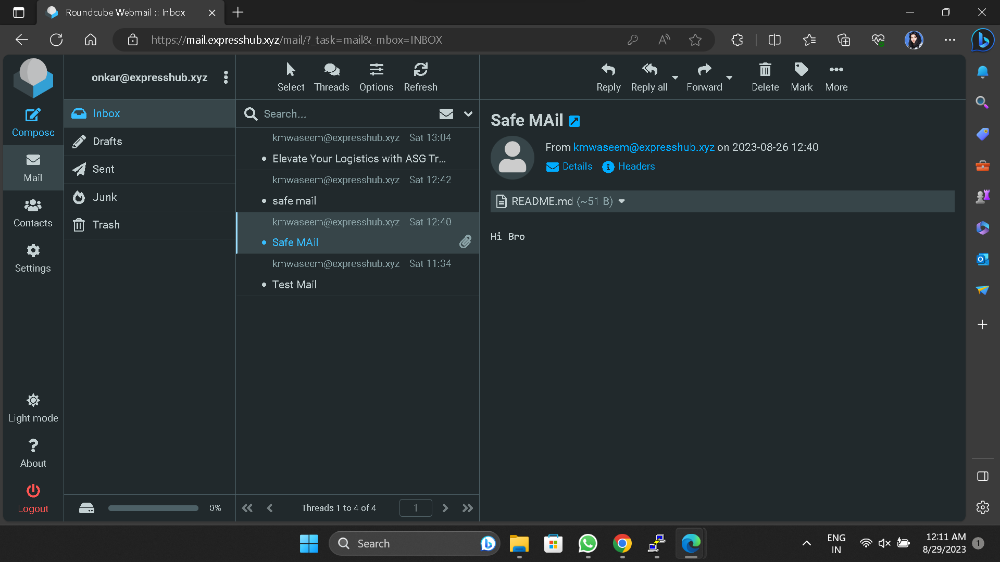 Roundcube Webmail :: Inbox
https://mail.expresshub.xyz/mail/?_task=mail&_mbox=INBOX
onkar@expresshub.xyz
Compose
Mail
Contacts
Settings
Light mode
About
Logout
Inbox
Drafts
Sent
Junk
Trash
0%
Select Threads Options Refresh
Search...
kmwaseem@expresshub.xyz Sat 13:04
• Elevate Your Logistics with ASG Tr...
kmwaseem@expresshub.xyz Sat 12:42
• safe mail
kmwaseem@expresshub.xyz Sat 12:40
• Safe MAil
kmwaseem@expresshub.xyz Sat 11:34
• Test Mail
Threads 1 to 4 of 4 1
Reply Reply all Forward Delete Mark More
Safe MAil
From kmwaseem@expresshub.xyz on 2023-08-26 12:40
Details Headers
README.md (~51 B)
Hi Bro
Search
ENG
IN
12:11 AM
8/29/2023
1